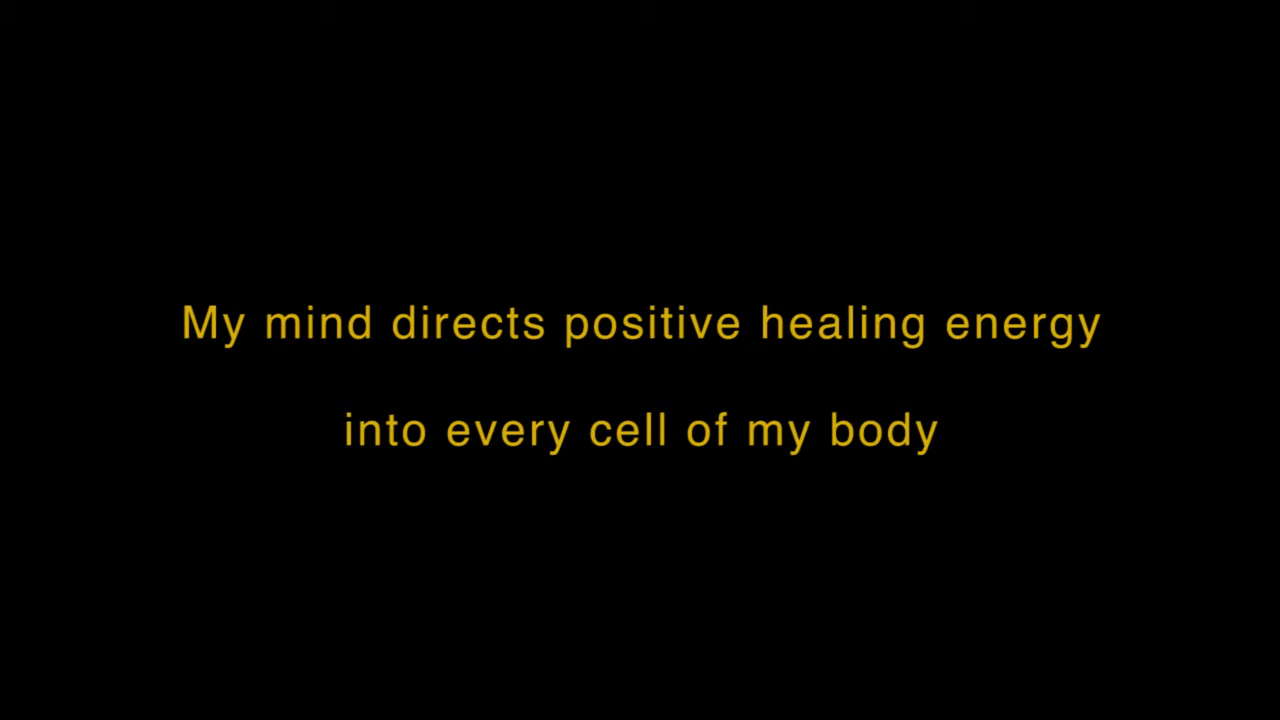 My mind directs positive healing energy
into every cell of my body